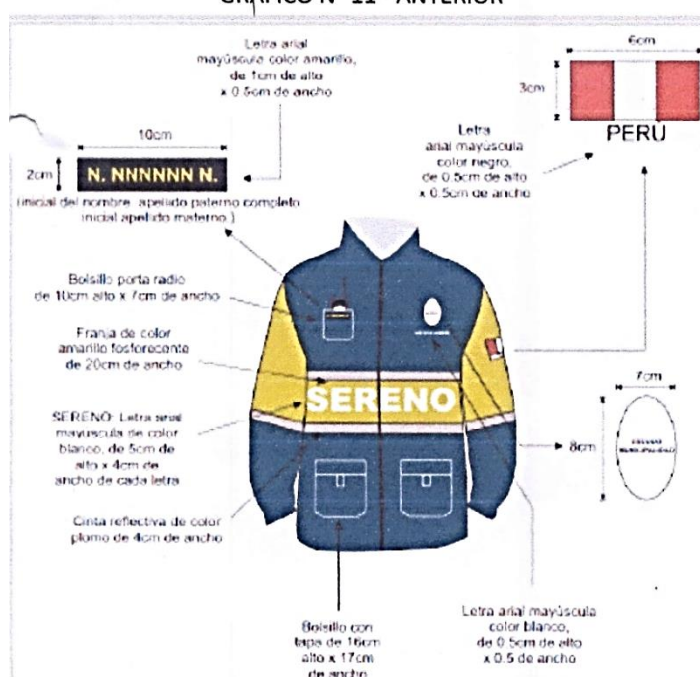 GRÁFICO N° 11 - ANTERIOR
Letra arial
mayúscula color amarillo,
de 1cm de alto
x 0.5cm de ancho
6cm
3cm
PERÚ
Letra
arial mayúscula
color negro,
de 0.5cm de alto
x 0.5cm de ancho
10cm
2cm
N. NNNNNN N.
(inicial del nombre, apellido paterno completo
inicial apellido materno.)
Bolsillo porta radio
de 10cm alto x 7cm de ancho
Franja de color
amarillo fosforecente
de 20cm de ancho
SERENO
SERENO: Letra arial
mayuscula de color
blanco, de 5cm de
alto x 4cm de
ancho de cada letra
Cinta reflectiva de color
plomo de 4cm de ancho
7cm
8cm
Bolsillo con
tapa de 16cm
alto x 17cm
de ancho
Letra arial mayúscula
color blanco,
de 0.5cm de alto
x 0.5 de ancho